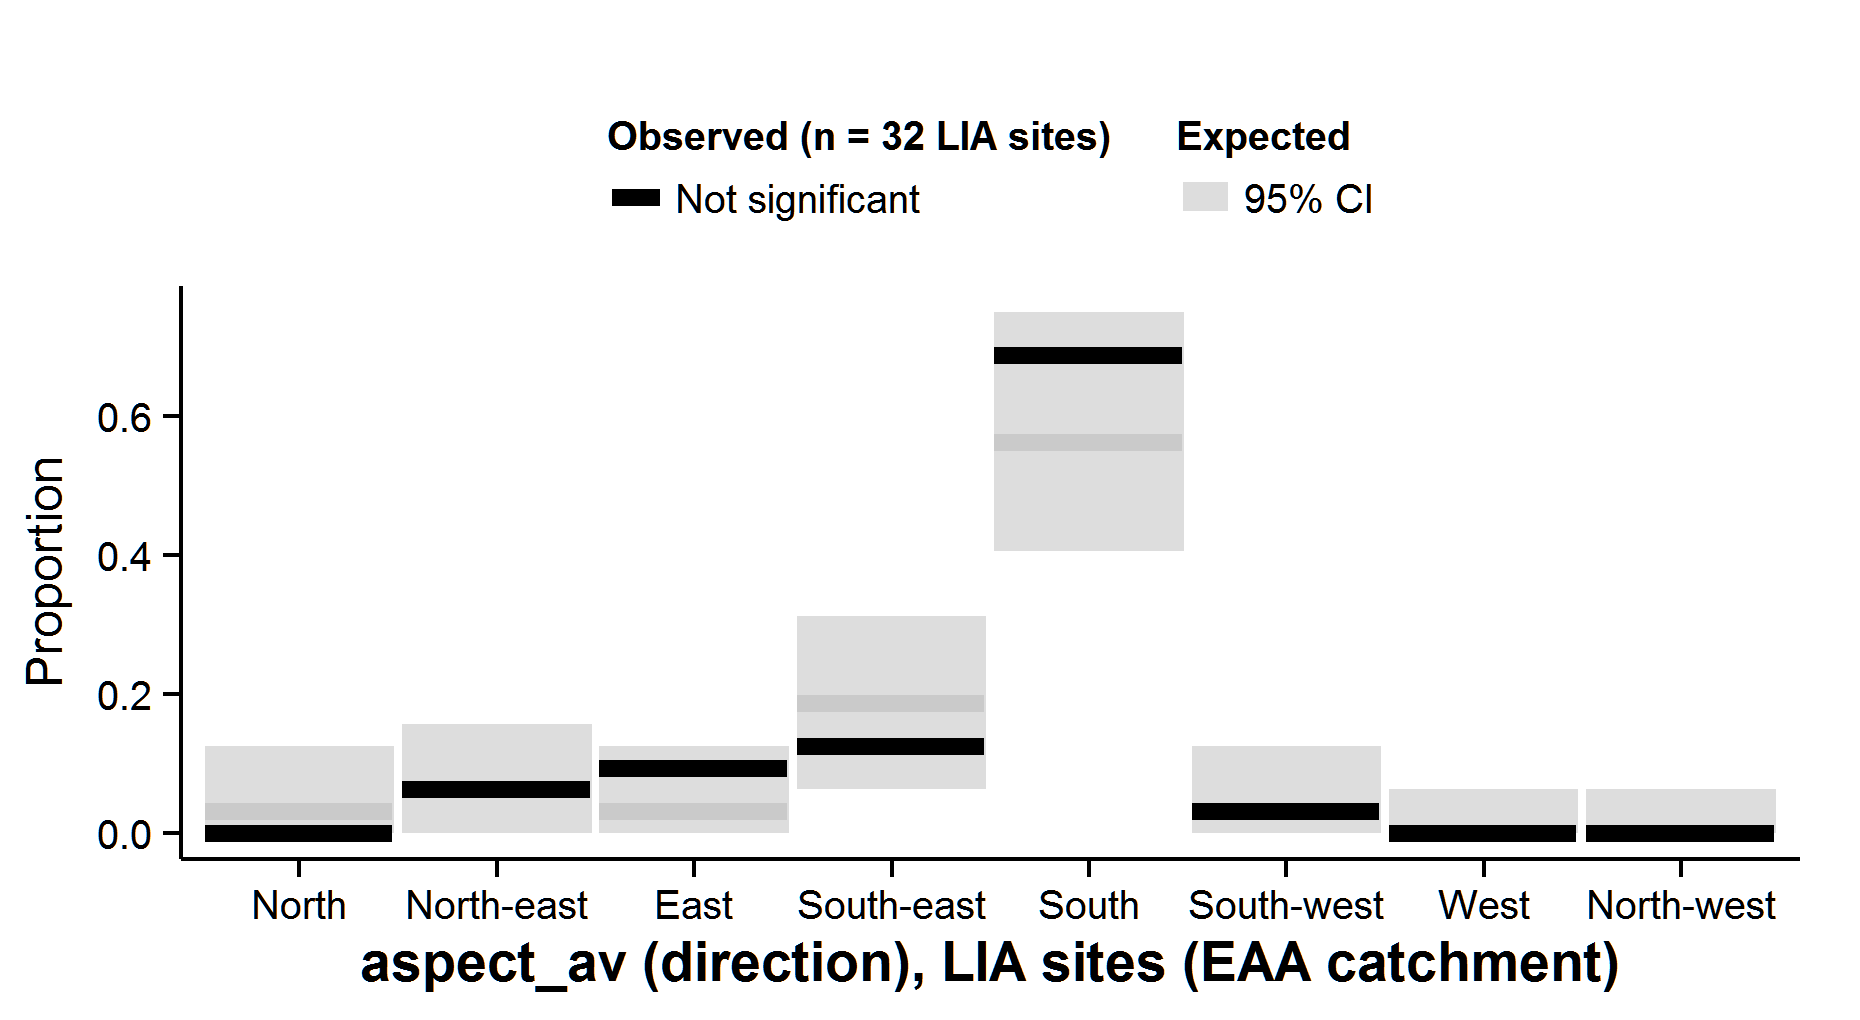 Observed (n = 32 LIA sites) Expected
Not significant 95% CI
Proportion
0.6
0.4
0.2
0.0
North North-east East South-east South South-west West North-west
aspect_av (direction), LIA sites (EAA catchment)